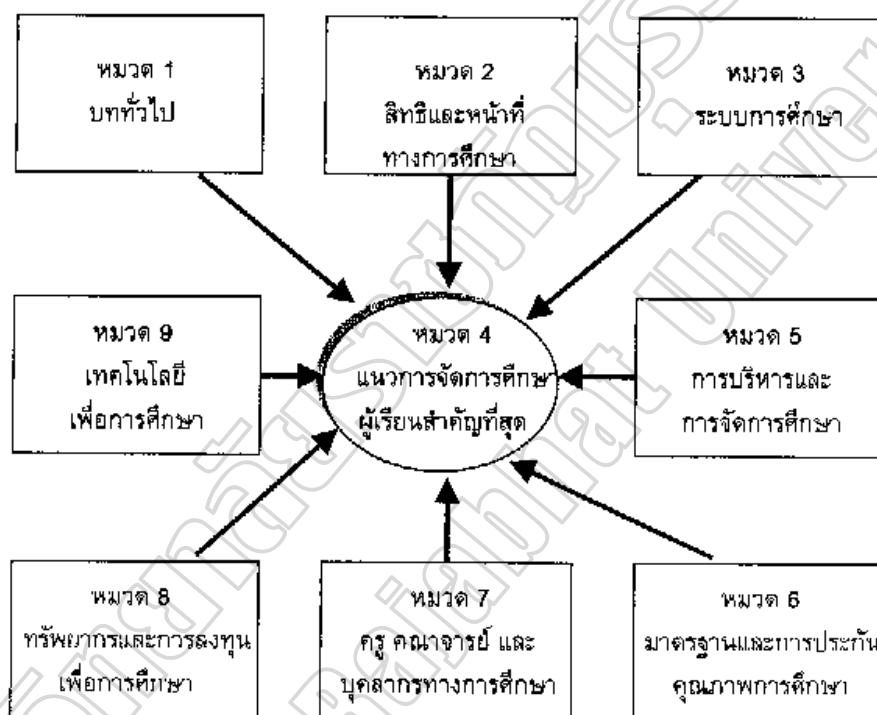 หมวด 1
บททั่วไป
หมวด 2
สิทธิและหน้าที่
ทางการศึกษา
หมวด 3
ระบบการศึกษา
หมวด 9
เทคโนโลยี
เพื่อการศึกษา
หมวด 4
แนวการจัดการศึกษา
ผู้เรียนสำคัญที่สุด
หมวด 5
การบริหารและ
การจัดการศึกษา
หมวด 8
ทรัพยากรและการลงทุน
เพื่อการศึกษา
หมวด 7
ครู คณาจารย์ และ
บุคลากรทางการศึกษา
หมวด 6
มาตรฐานและการประกัน
คุณภาพการศึกษา
Rajabhat Univer